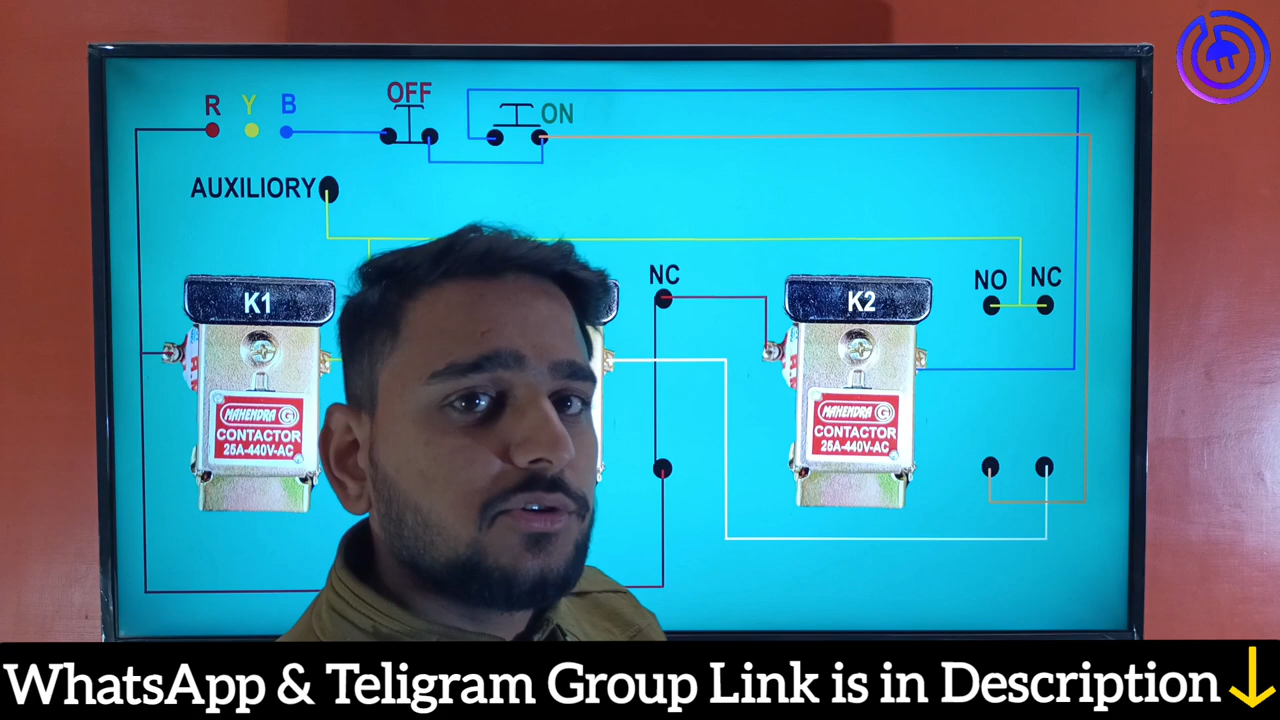 R Y B OFF ON
AUXILIORY
K1 NC K2 NO NC
MAHENDRA G
CONTACTOR
25A-440V-AC
MAHENDRA G
CONTACTOR
25A-440V-AC
WhatsApp & Teligram Group Link is in Description